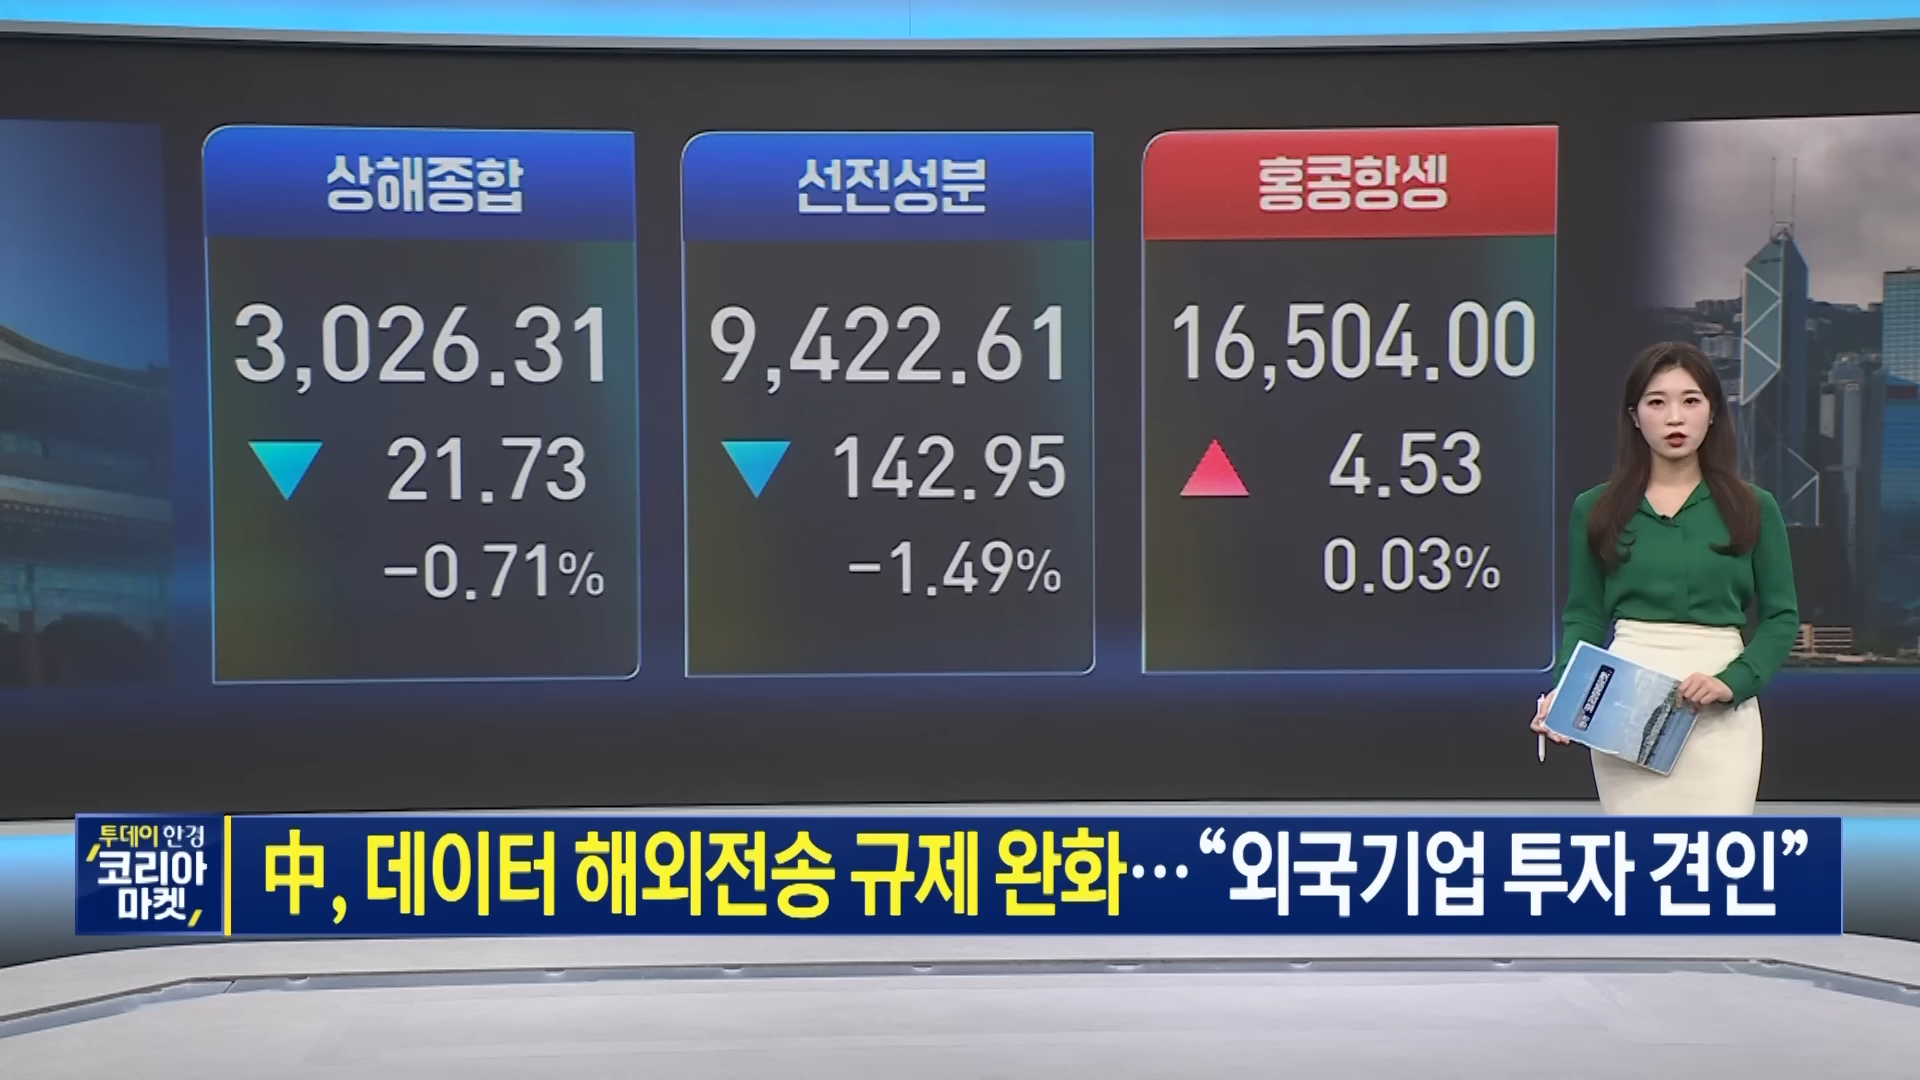 상해종합
3,026.31
▼ 21.73
-0.71%
선전성분
9,422.61
▼ 142.95
-1.49%
홍콩항셍
16,504.00
▲ 4.53
0.03%
투데이 한경
코리아
마켓
中, 데이터 해외전송 규제 완화…“외국기업 투자 견인”